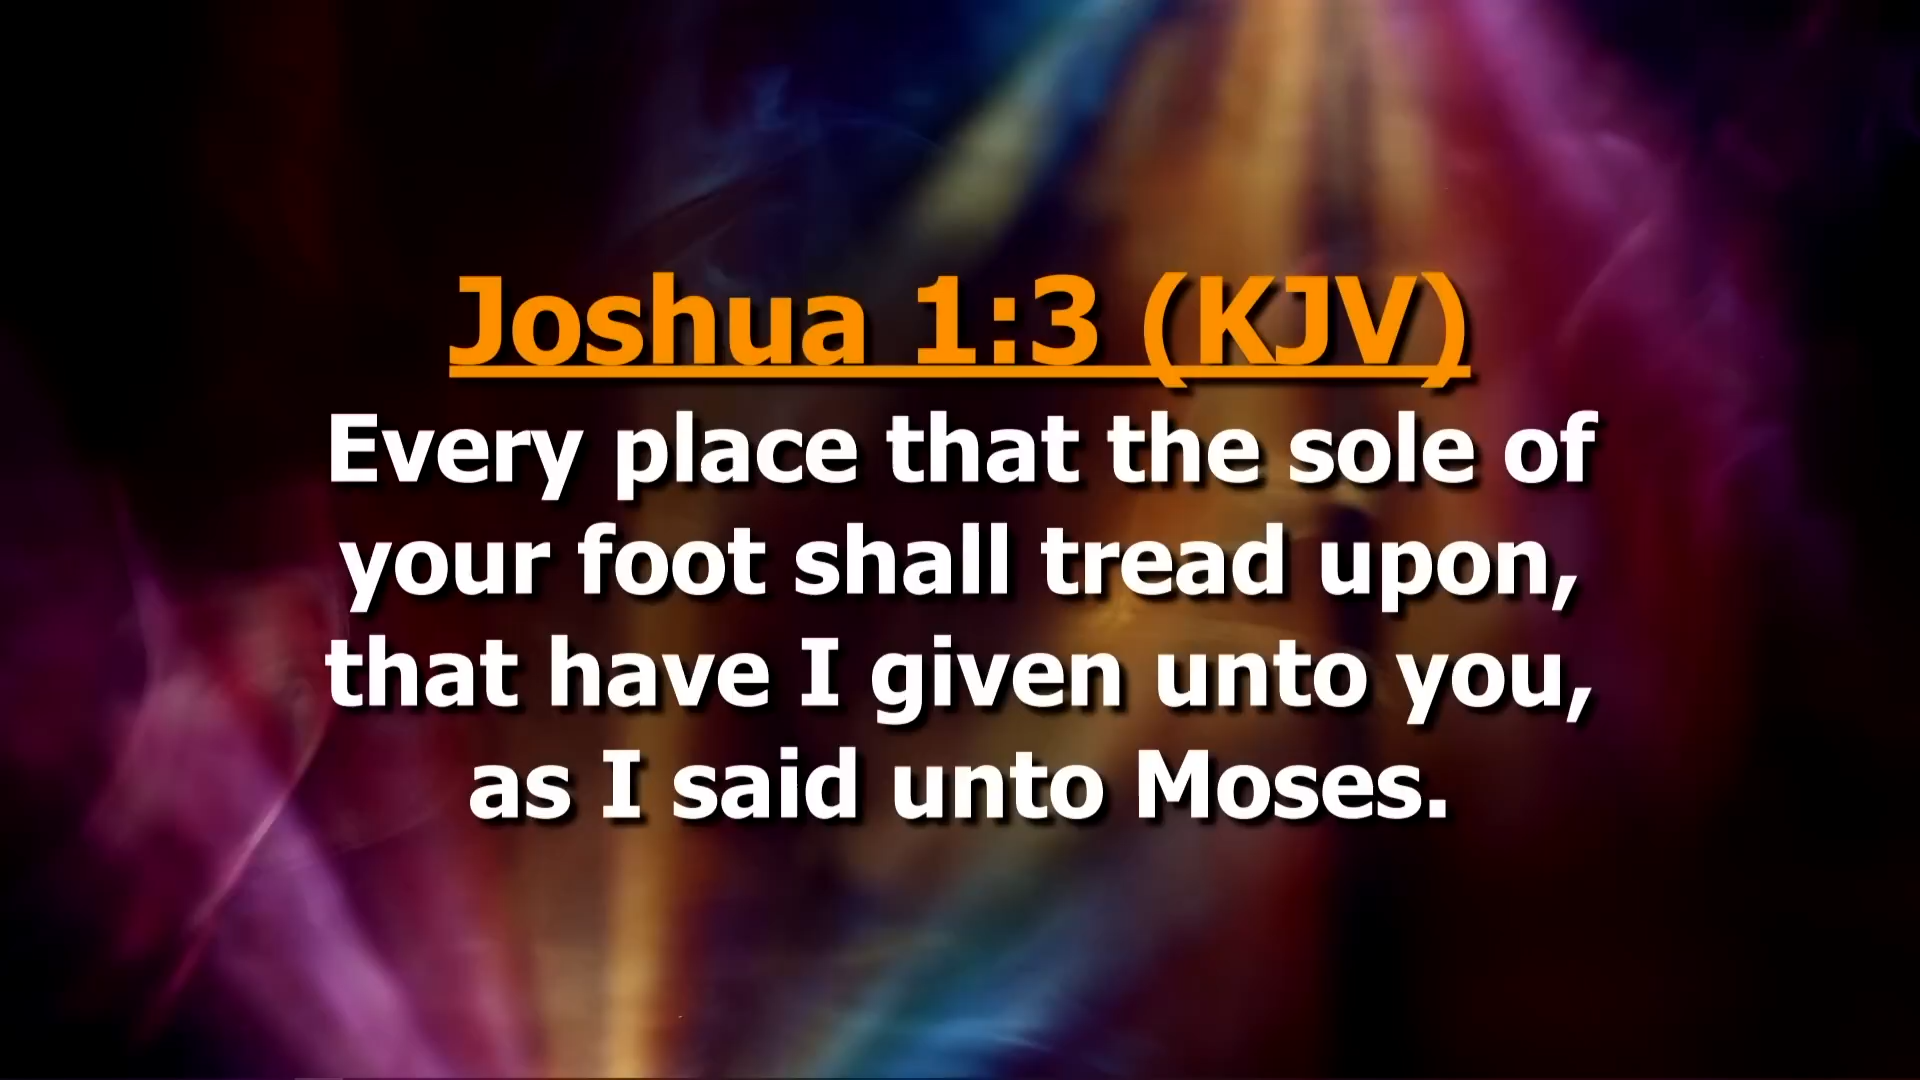 Joshua 1:3 (KJV)
Every place that the sole of
your foot shall tread upon,
that have I given unto you,
as I said unto Moses.